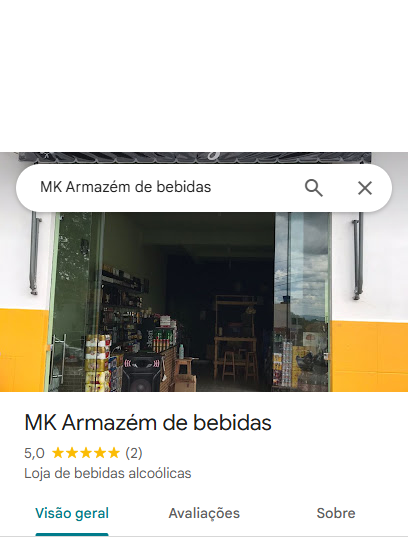 MK Armazém de bebidas
MK Armazém de bebidas
5,0 (2)
Loja de bebidas alcoólicas
Visão geral Avaliações Sobre